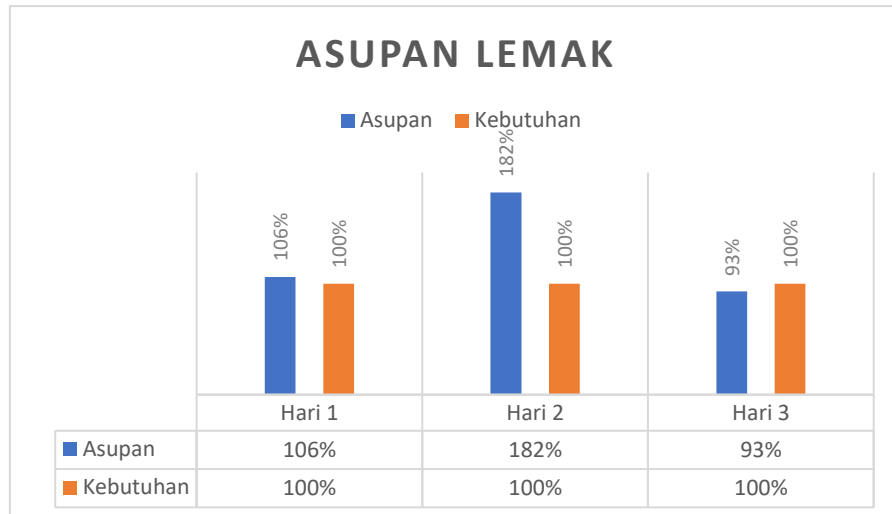 ASUPAN LEMAK
Asupan Kebutuhan
106% 100% 182% 100% 93% 100%
Hari 1 Hari 2 Hari 3
Asupan 106% 182% 93%
Kebutuhan 100% 100% 100%